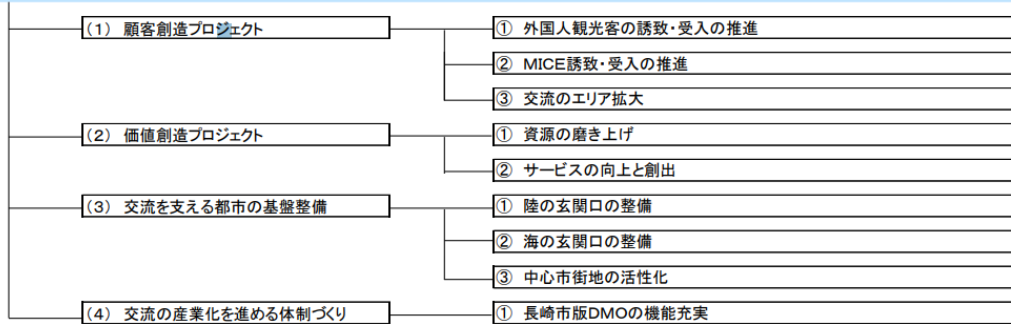 (1) 顧客創造プロジェクト
① 外国人観光客の誘致・受入の推進
② MICE誘致・受入の推進
③ 交流のエリア拡大
(2) 価値創造プロジェクト
① 資源の磨き上げ
② サービスの向上と創出
(3) 交流を支える都市の基盤整備
① 陸の玄関口の整備
② 海の玄関口の整備
③ 中心市街地の活性化
(4) 交流の産業化を進める体制づくり
① 長崎市版DMOの機能充実